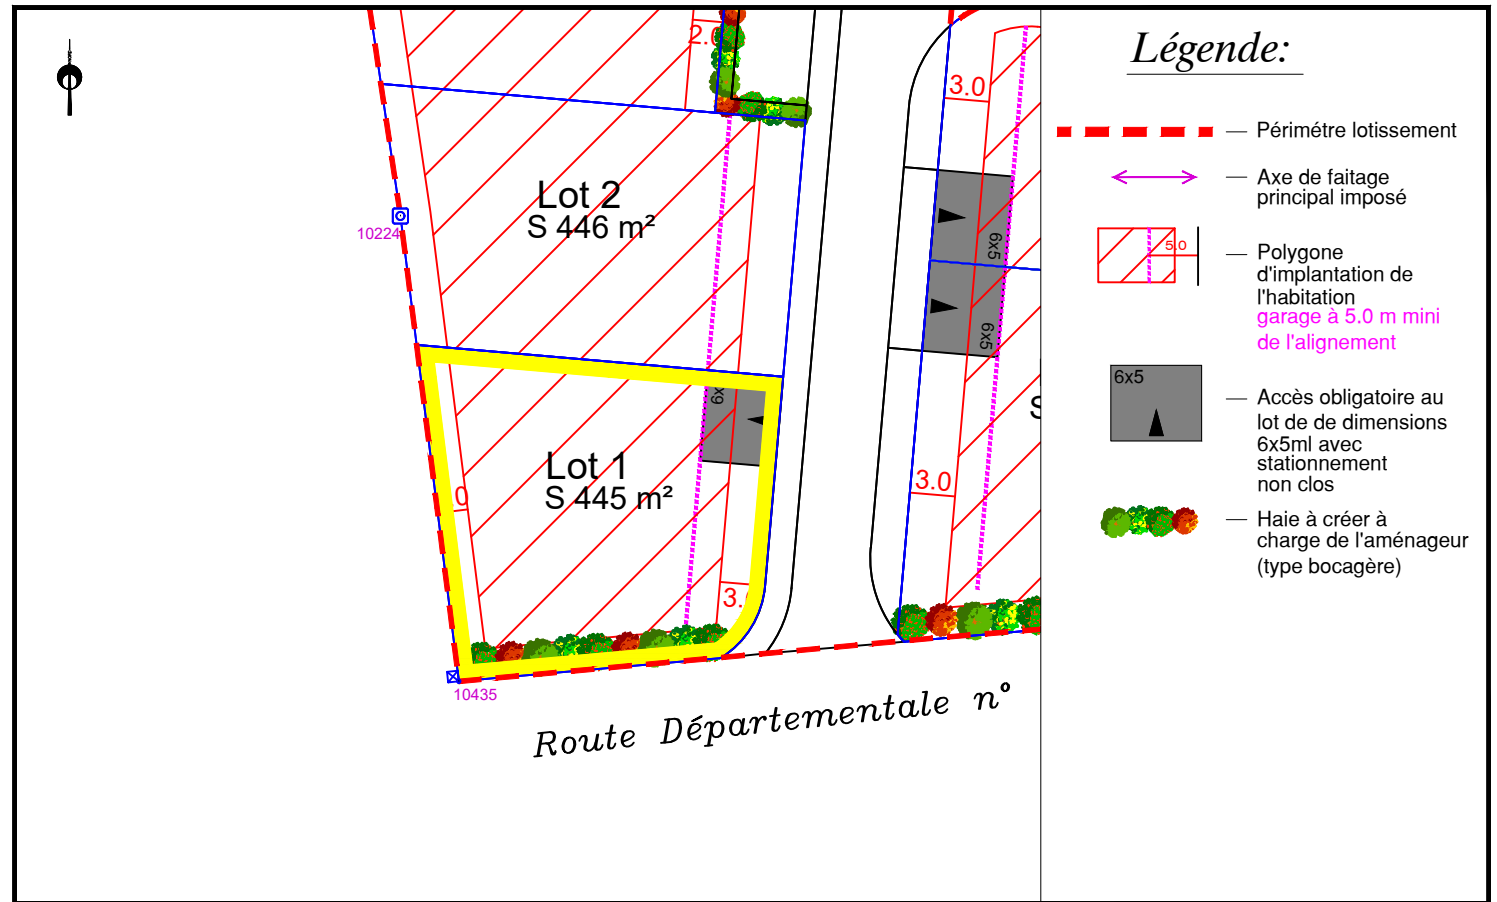 Légende:
Périmétre lotissement
Axe de faitage
principal imposé
5.0
Polygone
d'implantation de
l'habitation
garage à 5.0 m mini
de l'alignement
6x5
Accès obligatoire au
lot de de dimensions
6x5ml avec
stationnement
non clos
Haie à créer à
charge de l'aménageur
(type bocagère)
3.0
Lot 2
S 446 m²
10224
6x5
6x5
Lot 1
S 445 m²
3.0
10435
Route Départementale n°